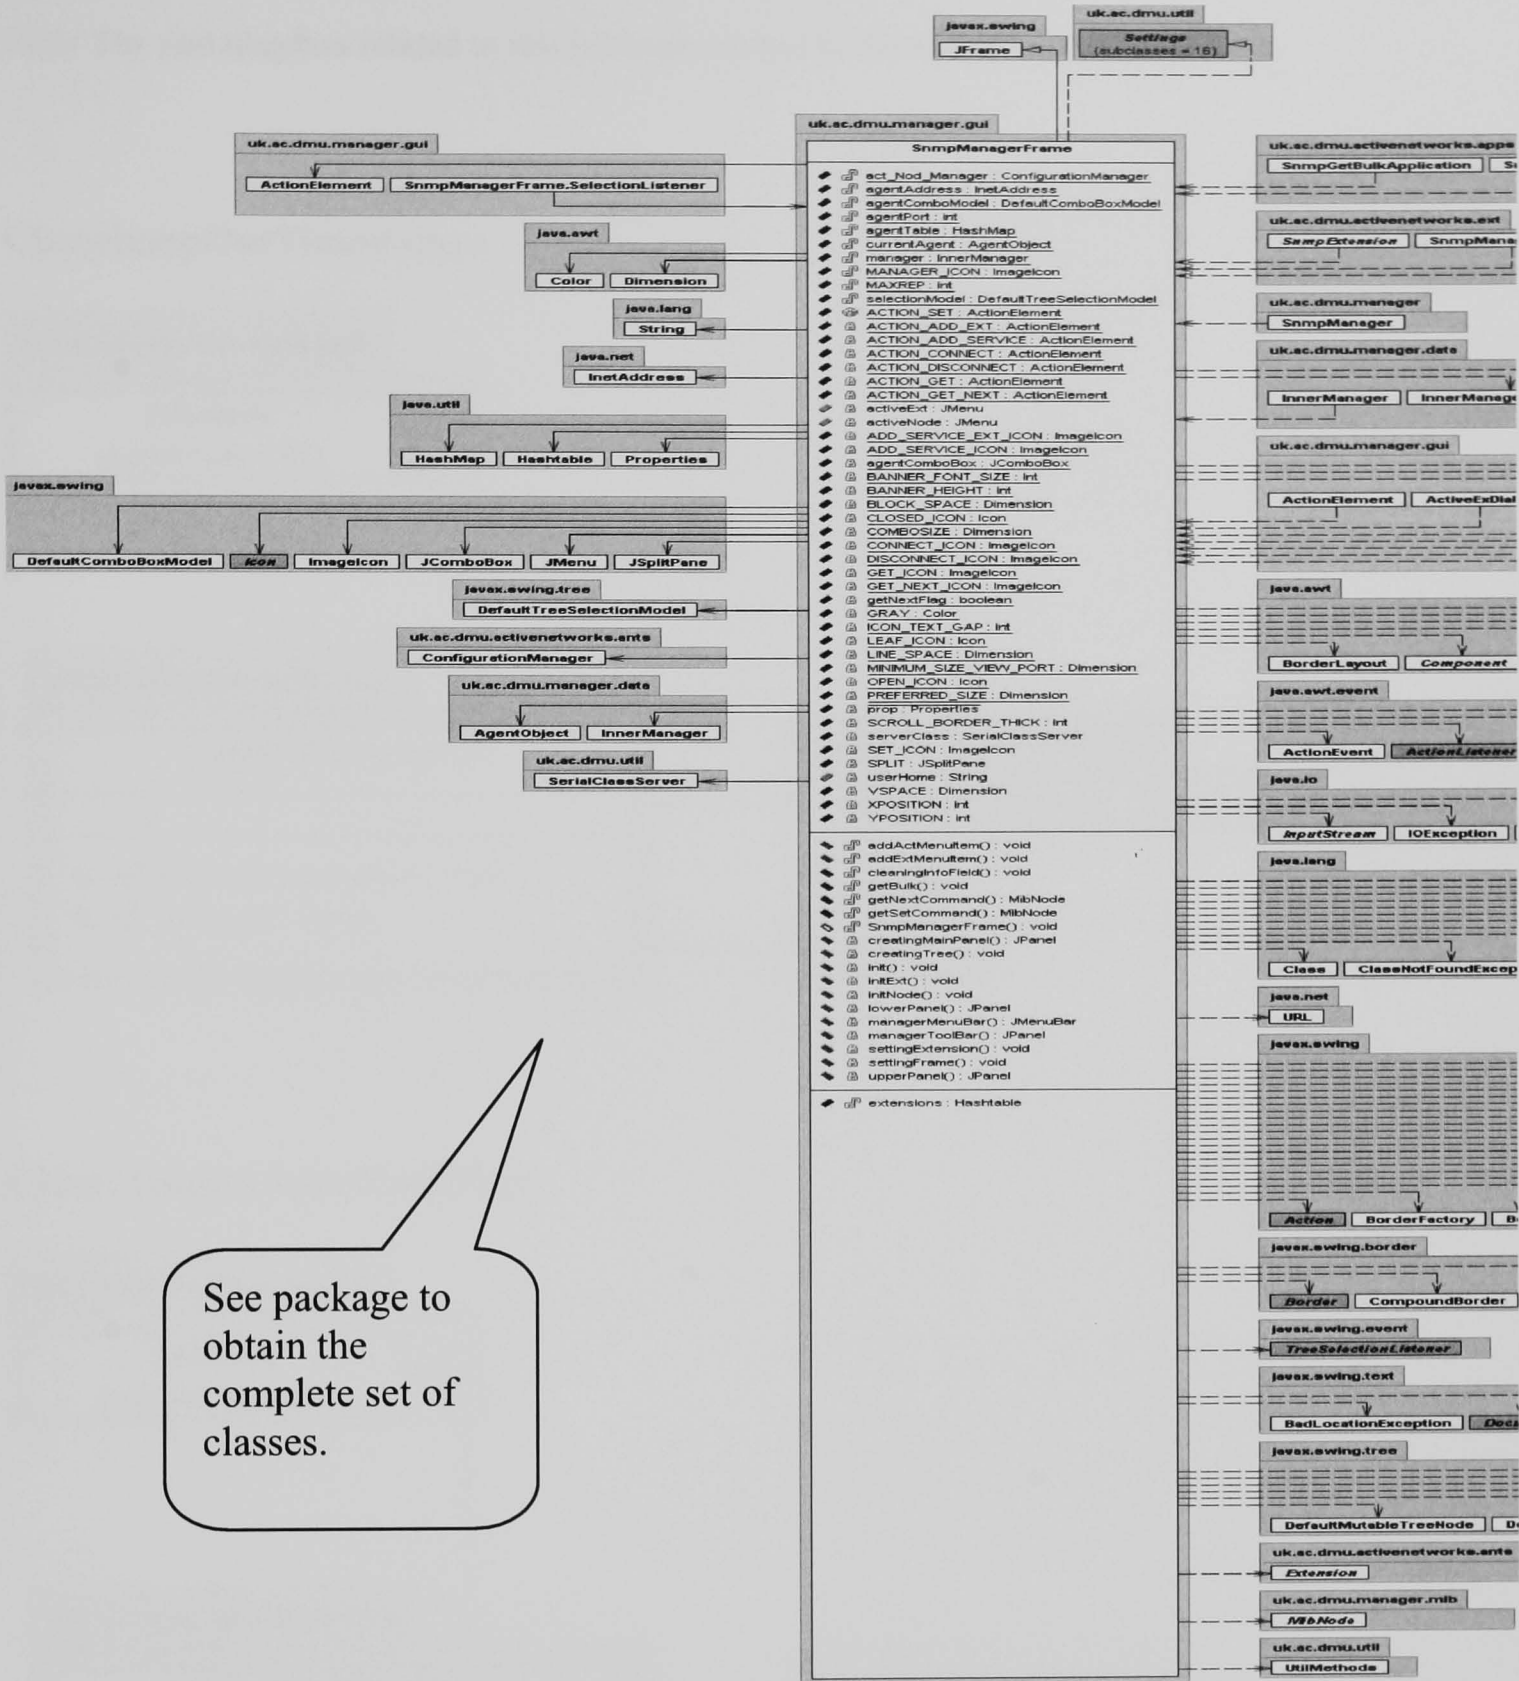 javax.swing
JFrame
uk.ac.dmu.util
Settings
(subclasses = 16)
uk.ac.dmu.manager.gui
ActionElement
SnmpManagerFrame.SelectionListener
java.awt
Color
Dimension
java.lang
String
java.net
InetAddress
java.util
HashMap
Hashtable
Properties
javax.swing
DefaultComboBoxModel
Icon
ImageIcon
JComboBox
JMenu
JSplitPane
javax.swing.tree
DefaultTreeSelectionModel
uk.ac.dmu.activenetworks.ants
ConfigurationManager
uk.ac.dmu.manager.data
AgentObject
InnerManager
uk.ac.dmu.util
SerialClassServer
uk.ac.dmu.manager.gui
SnmpManagerFrame
act_Nod_Manager : ConfigurationManager
agentAddress : InetAddress
agentComboModel : DefaultComboBoxModel
agentPort : int
agentTable : HashMap
currentAgent : AgentObject
manager : InnerManager
MANAGER_ICON : ImageIcon
MAXREP : int
selectionModel : DefaultTreeSelectionModel
ACTION_SET : ActionElement
ACTION_ADD_EXT : ActionElement
ACTION_ADD_SERVICE : ActionElement
ACTION_CONNECT : ActionElement
ACTION_DISCONNECT : ActionElement
ACTION_GET : ActionElement
ACTION_GET_NEXT : ActionElement
activeExt : JMenu
activeNode : JMenu
ADD_SERVICE_EXT_ICON : ImageIcon
ADD_SERVICE_ICON : ImageIcon
agentComboBox : JComboBox
BANNER_FONT_SIZE : int
BANNER_HEIGHT : int
BLOCK_SPACE : Dimension
CLOSED_ICON : Icon
COMBOSIZE : Dimension
CONNECT_ICON : ImageIcon
DISCONNECT_ICON : ImageIcon
GET_ICON : ImageIcon
GET_NEXT_ICON : ImageIcon
getNextFlag : boolean
GRAY : Color
ICON_TEXT_GAP : int
LEAF_ICON : Icon
LINE_SPACE : Dimension
MINIMUM_SIZE_VIEW_PORT : Dimension
OPEN_ICON : Icon
PREFERRED_SIZE : Dimension
prop : Properties
SCROLL_BORDER_THICK : int
serverClass : SerialClassServer
SET_ICON : ImageIcon
SPLIT : JSplitPane
userHome : String
VSPACE : Dimension
XPOSITION : int
YPOSITION : int
addActMenuItem() : void
addExtMenuItem() : void
cleaningInfoField() : void
getBulk() : void
getNextCommand() : MibNode
getSetCommand() : MibNode
SnmpManagerFrame() : void
creatingMainPanel() : JPanel
creatingTree() : void
init() : void
initExt() : void
initNode() : void
lowerPanel() : JPanel
managerMenuBar() : JMenuBar
managerToolBar() : JPanel
settingExtension() : void
settingFrame() : void
upperPanel() : JPanel
extensions : Hashtable
uk.ac.dmu.activenetworks.apps
SnmpGetBulkApplication
uk.ac.dmu.activenetworks.ext
SnmpExtension
SnmpMana
uk.ac.dmu.manager
SnmpManager
uk.ac.dmu.manager.data
InnerManager
InnerManage
uk.ac.dmu.manager.gui
ActionElement
ActiveExDial
java.awt
BorderLayout
Component
java.awt.event
ActionEvent
ActionListener
java.io
InputStream
IOException
java.lang
Class
ClassNotFoundExcep
java.net
URL
javax.swing
Action
BorderFactory
javax.swing.border
Border
CompoundBorder
javax.swing.event
TreeSelectionListener
javax.swing.text
BadLocationException
Docu
javax.swing.tree
DefaultMutableTreeNode
uk.ac.dmu.activenetworks.ants
Extension
uk.ac.dmu.manager.mib
MibNode
uk.ac.dmu.util
UtilMethods
See package to
obtain the
complete set of
classes.